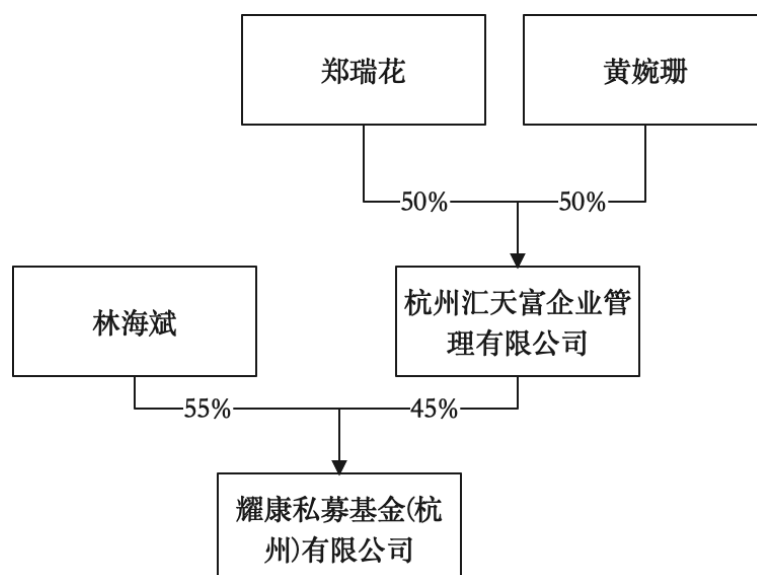 郑瑞花
黄婉珊
50%
50%
林海斌
杭州汇天富企业管
理有限公司
55%
45%
耀康私募基金(杭
州)有限公司